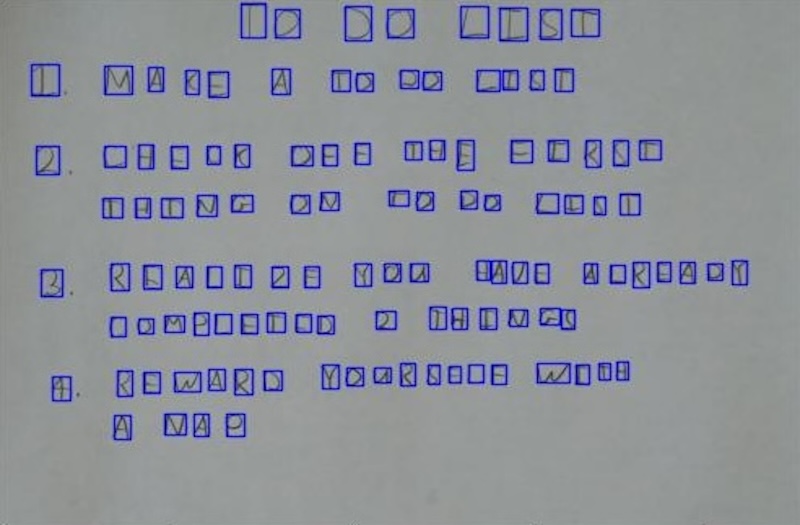 TO DO LIST
1. MAKE A TO DO LIST
2. CHECK OFF THE FIRST
THING ON TO DO LIST
3. REALIZE YOU HAVE ALREADY
COMPLETED 2 THINGS
4. REWARD YOURSELF WITH
A NAP